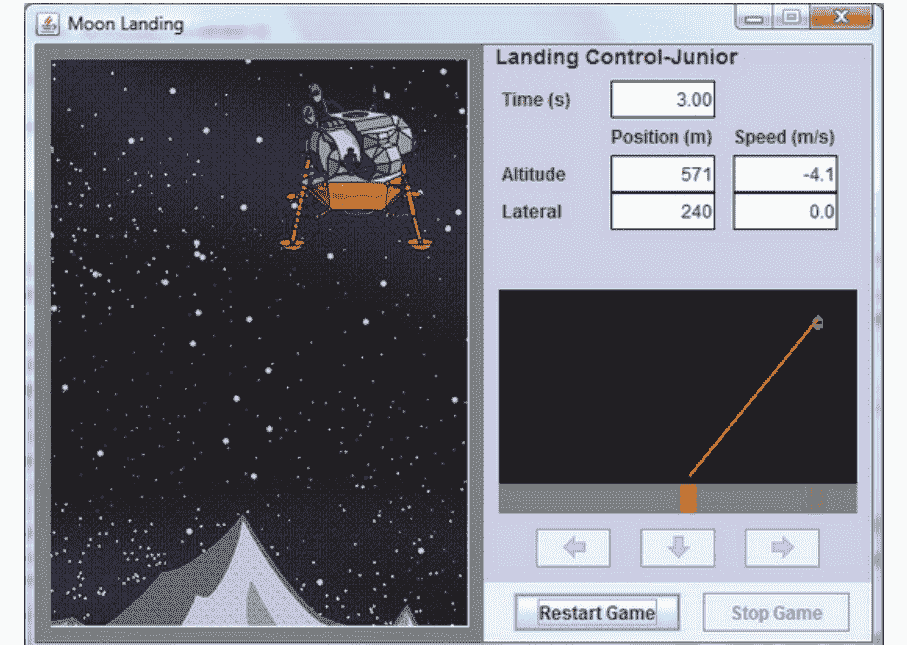 Moon Landing
Landing Control-Junior
Time (s) 3.00
Position (m) Speed (m/s)
Altitude 571 -4.1
Lateral 240 0.0
Restart Game Stop Game